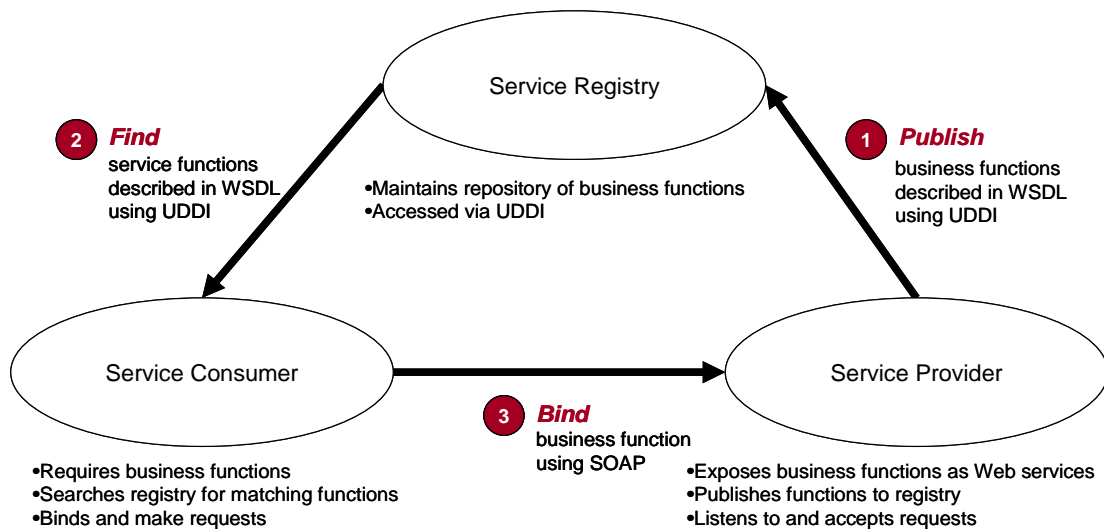 Service Registry
2 Find
service functions
described in WSDL
using UDDI
1 Publish
business functions
described in WSDL
using UDDI
•Maintains repository of business functions
•Accessed via UDDI
Service Consumer
Service Provider
3 Bind
business function
using SOAP
•Requires business functions
•Searches registry for matching functions
•Binds and make requests
•Exposes business functions as Web services
•Publishes functions to registry
•Listens to and accepts requests